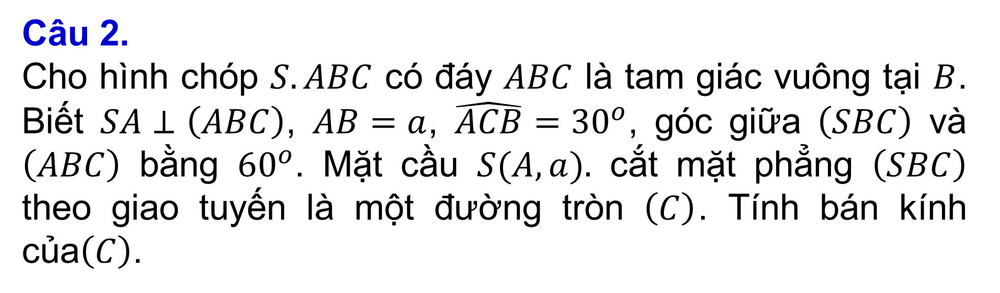 Câu 2.
Cho hình chóp S.ABC có đáy ABC là tam giác vuông tại B.
Biết SA ⊥ (ABC), AB = a, \widehat{ACB} = 30^o, góc giữa (SBC) và
(ABC) bằng 60^o. Mặt cầu S(A, a). cắt mặt phẳng (SBC)
theo giao tuyến là một đường tròn (C). Tính bán kính
của(C).